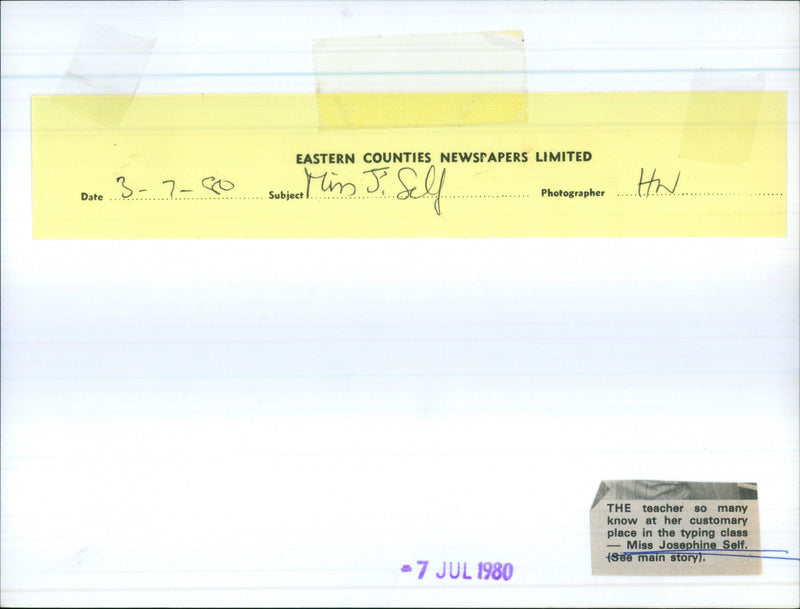 EASTERN COUNTIES NEWSPAPERS LIMITED
Date 3-7-80 Subject Miss J. Self Photographer HW
THE teacher so many
know at her customary
place in the typing class
— Miss Josephine Self.
(See main story).
7 JUL 1980